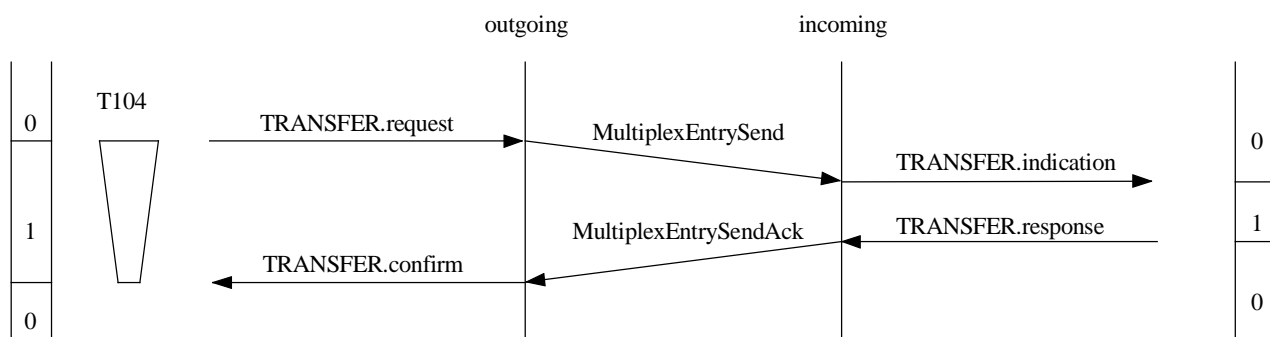 outgoing incoming
T104
0 TRANSFER.request MultiplexEntrySend 0
TRANSFER.indication
1 MultiplexEntrySendAck TRANSFER.response 1
TRANSFER.confirm
0 0